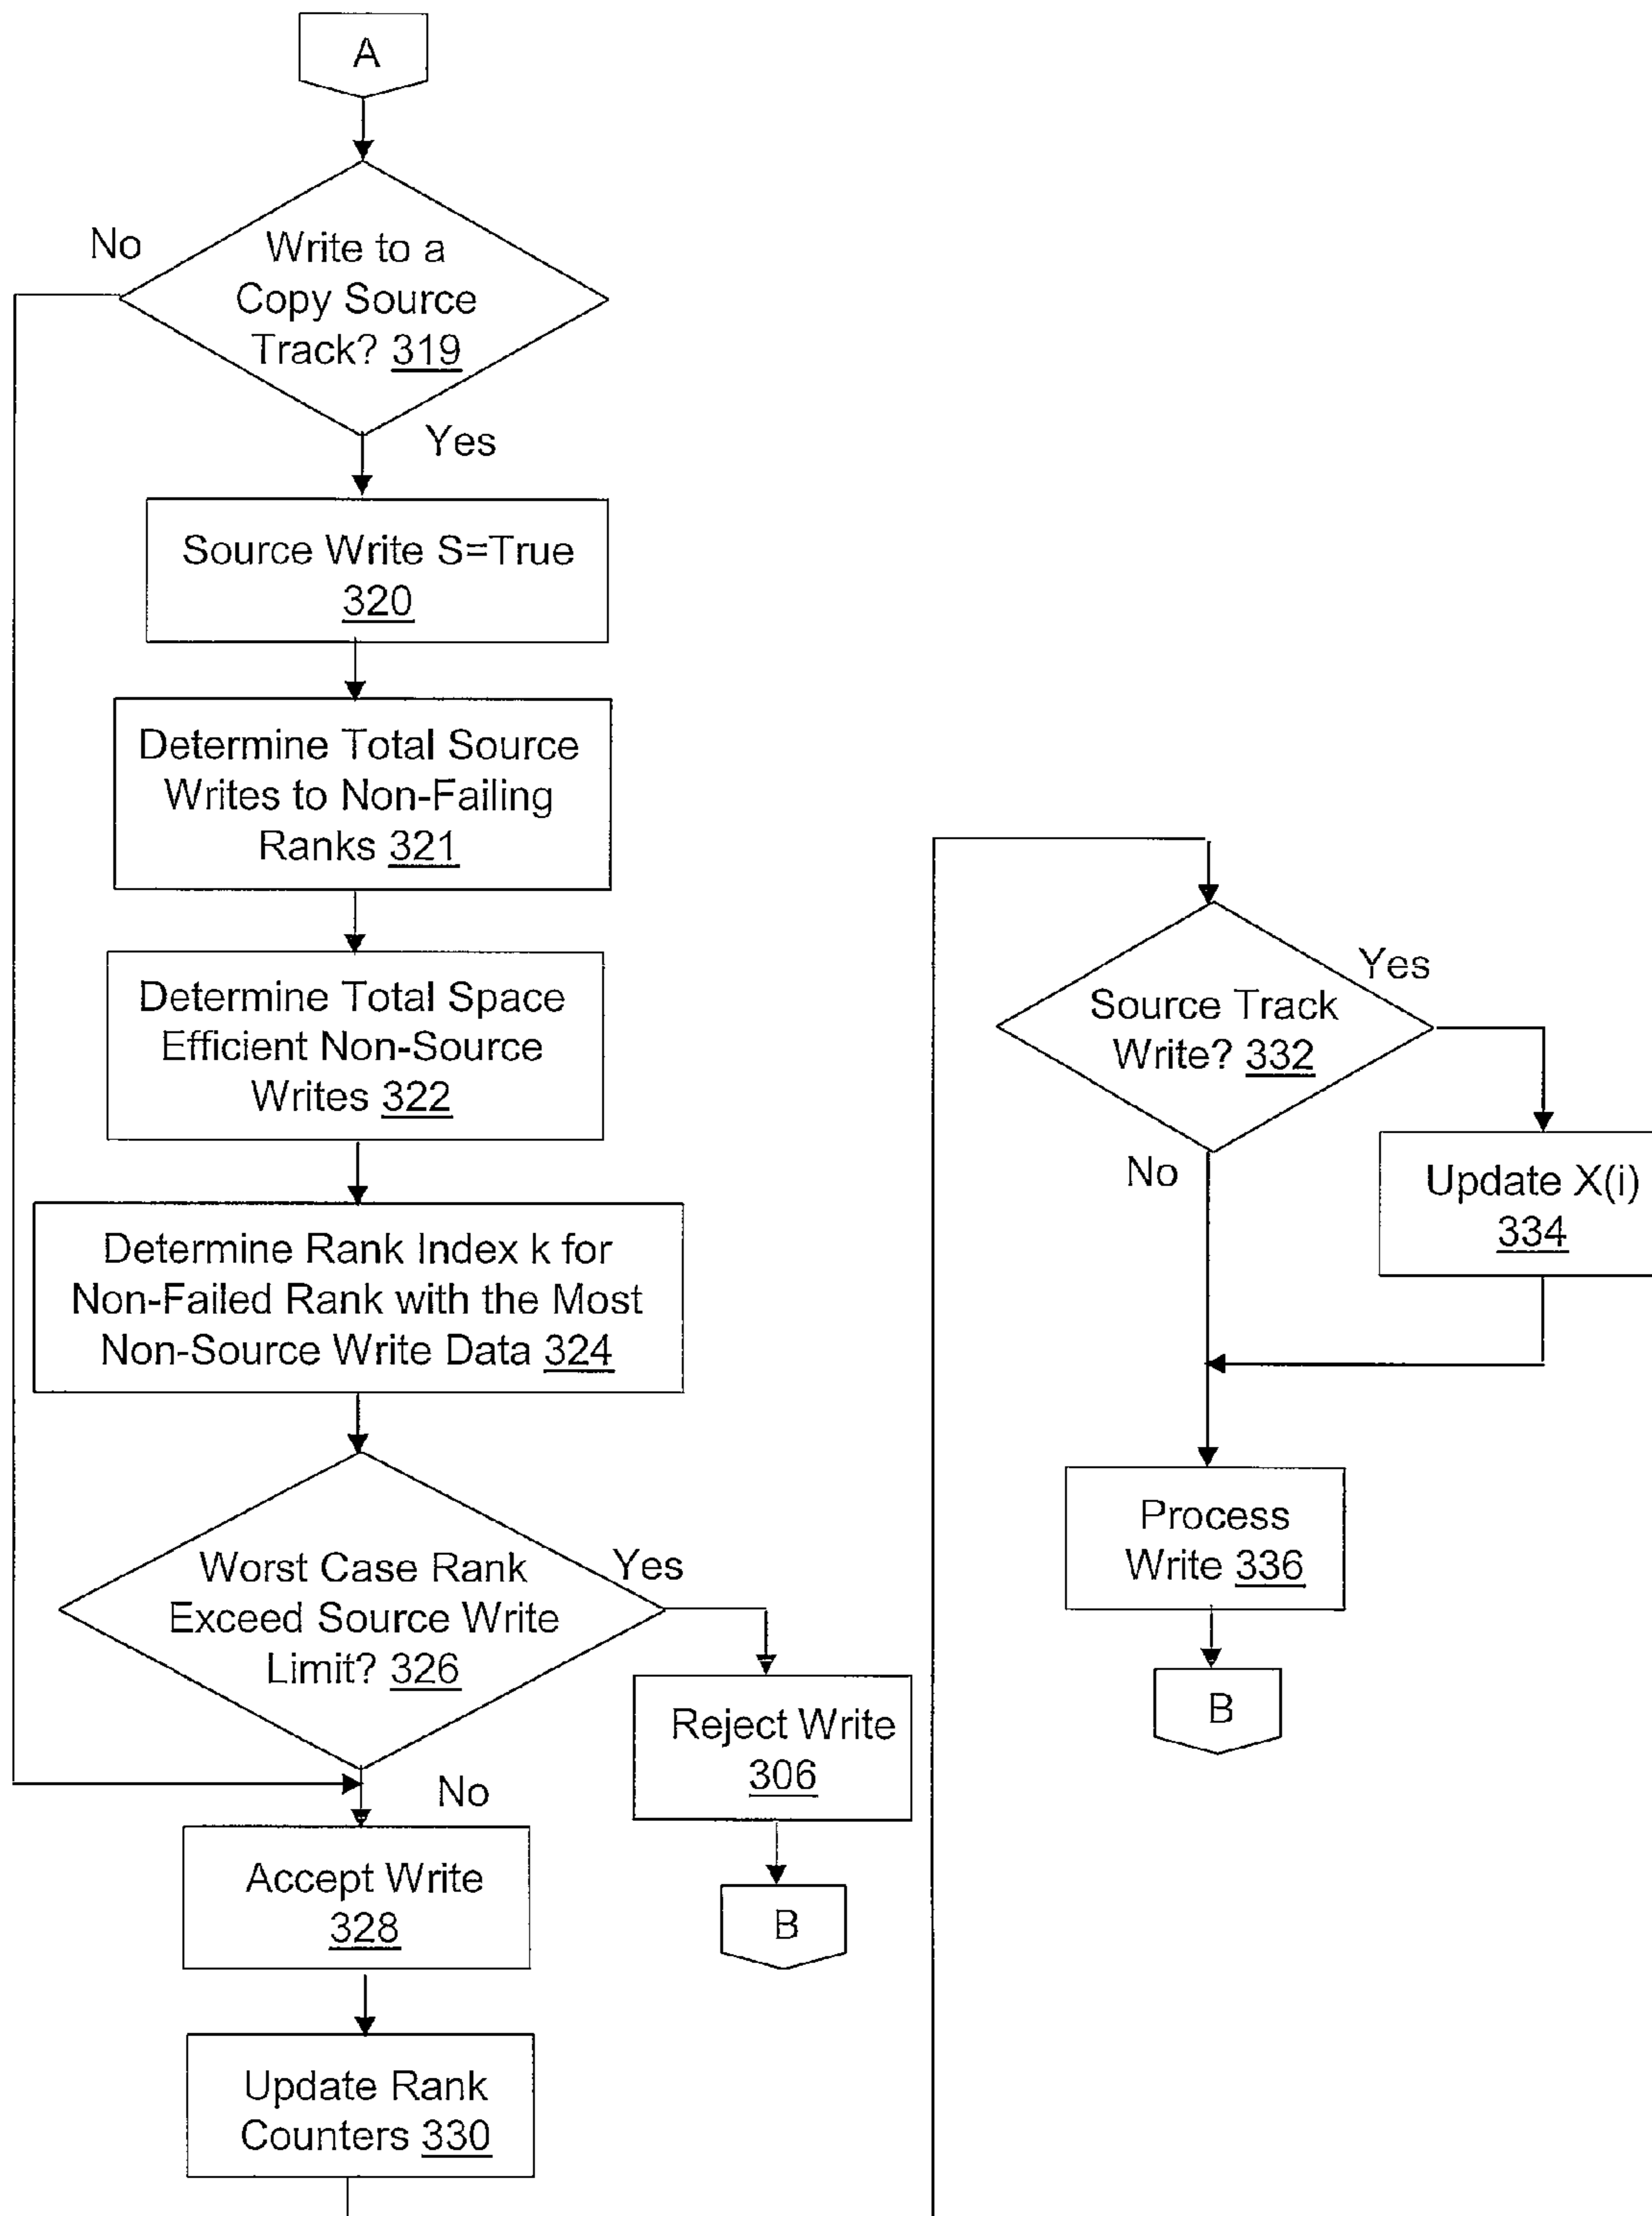 A
No
Write to a
Copy Source
Track? 319
Yes
Source Write S=True
320
Determine Total Source
Writes to Non-Failing
Ranks 321
Determine Total Space
Efficient Non-Source
Writes 322
Determine Rank Index k for
Non-Failed Rank with the Most
Non-Source Write Data 324
Worst Case Rank
Exceed Source Write
Limit? 326
Yes
Reject Write
306
B
No
Accept Write
328
Update Rank
Counters 330
Source Track
Write? 332
Yes
Update X(i)
334
No
Process
Write 336
B